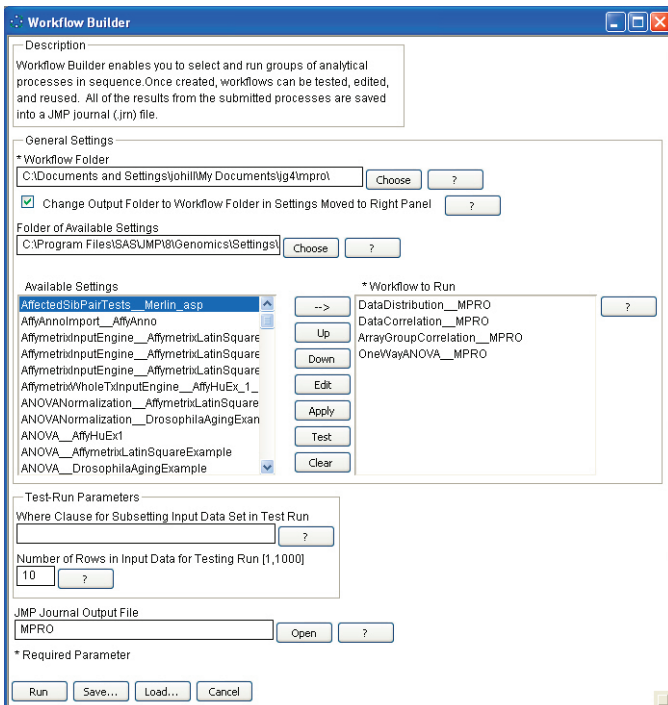 Workflow Builder
Description
Workflow Builder enables you to select and run groups of analytical
processes in sequence.Once created, workflows can be tested, edited,
and reused. All of the results from the submitted processes are saved
into a JMP journal (.jrn) file.
General Settings
* Workflow Folder
C:\Documents and Settings\johill\My Documents\jg4\mpro\
Choose
?
Change Output Folder to Workflow Folder in Settings Moved to Right Panel
?
Folder of Available Settings
C:\Program Files\SAS\JMP\8\Genomics\Settings\
Choose
?
Available Settings
AffectedSibPairTests__Merlin_asp
AffyAnnoImport__AffyAnno
AffymetrixInputEngine__AffymetrixLatinSquare
AffymetrixInputEngine__AffymetrixLatinSquare
AffymetrixInputEngine__AffymetrixLatinSquare
AffymetrixWholeTxInputEngine__AffyHuEx_1_
ANOVANormalization__AffymetrixLatinSquare
ANOVANormalization__DrosophilaAgingExan
ANOVA__AffyHuEx1
ANOVA__AffymetrixLatinSquareExample
ANOVA__DrosophilaAgingExample
-->
Up
Down
Edit
Apply
Test
Clear
* Workflow to Run
DataDistribution__MPRO
DataCorrelation__MPRO
ArrayGroupCorrelation__MPRO
OneWayANOVA__MPRO
?
Test-Run Parameters
Where Clause for Subsetting Input Data Set in Test Run
?
Number of Rows in Input Data for Testing Run [1,1000]
10
?
JMP Journal Output File
MPRO
Open
?
* Required Parameter
Run
Save...
Load...
Cancel